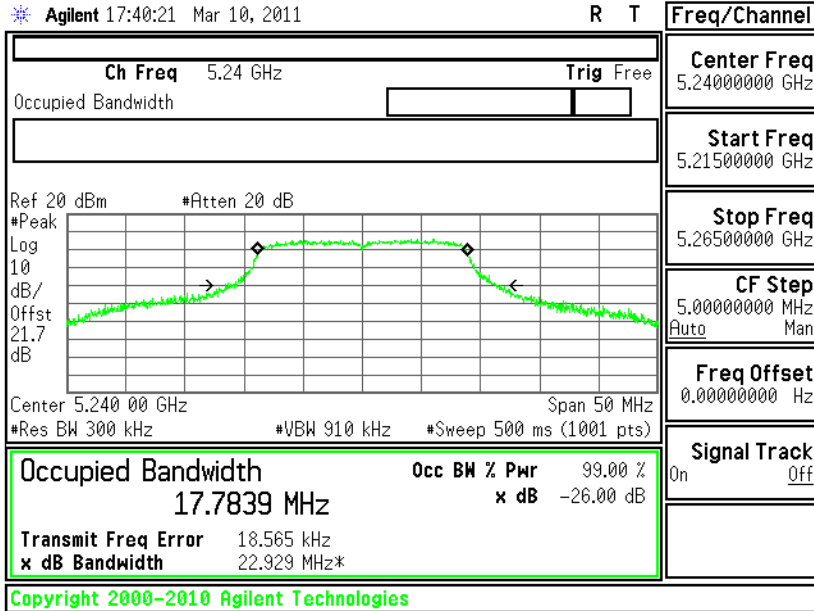 Agilent 17:40:21 Mar 10, 2011 R T
Freq/Channel
Ch Freq 5.24 GHz Trig Free
Occupied Bandwidth
Center Freq
5.24000000 GHz
Start Freq
5.21500000 GHz
Stop Freq
5.26500000 GHz
CF Step
5.00000000 MHz
Auto Man
Freq Offset
0.00000000 Hz
Signal Track
On Off
Ref 20 dBm #Atten 20 dB
#Peak
Log
10
dB/
Offst
21.7
dB
Center 5.240 00 GHz Span 50 MHz
#Res BW 300 kHz #VBW 910 kHz #Sweep 500 ms (1001 pts)
Occupied Bandwidth
17.7839 MHz
Occ BW % Pwr 99.00 %
x dB -26.00 dB
Transmit Freq Error 18.565 kHz
x dB Bandwidth 22.929 MHz*
Copyright 2000-2010 Agilent Technologies